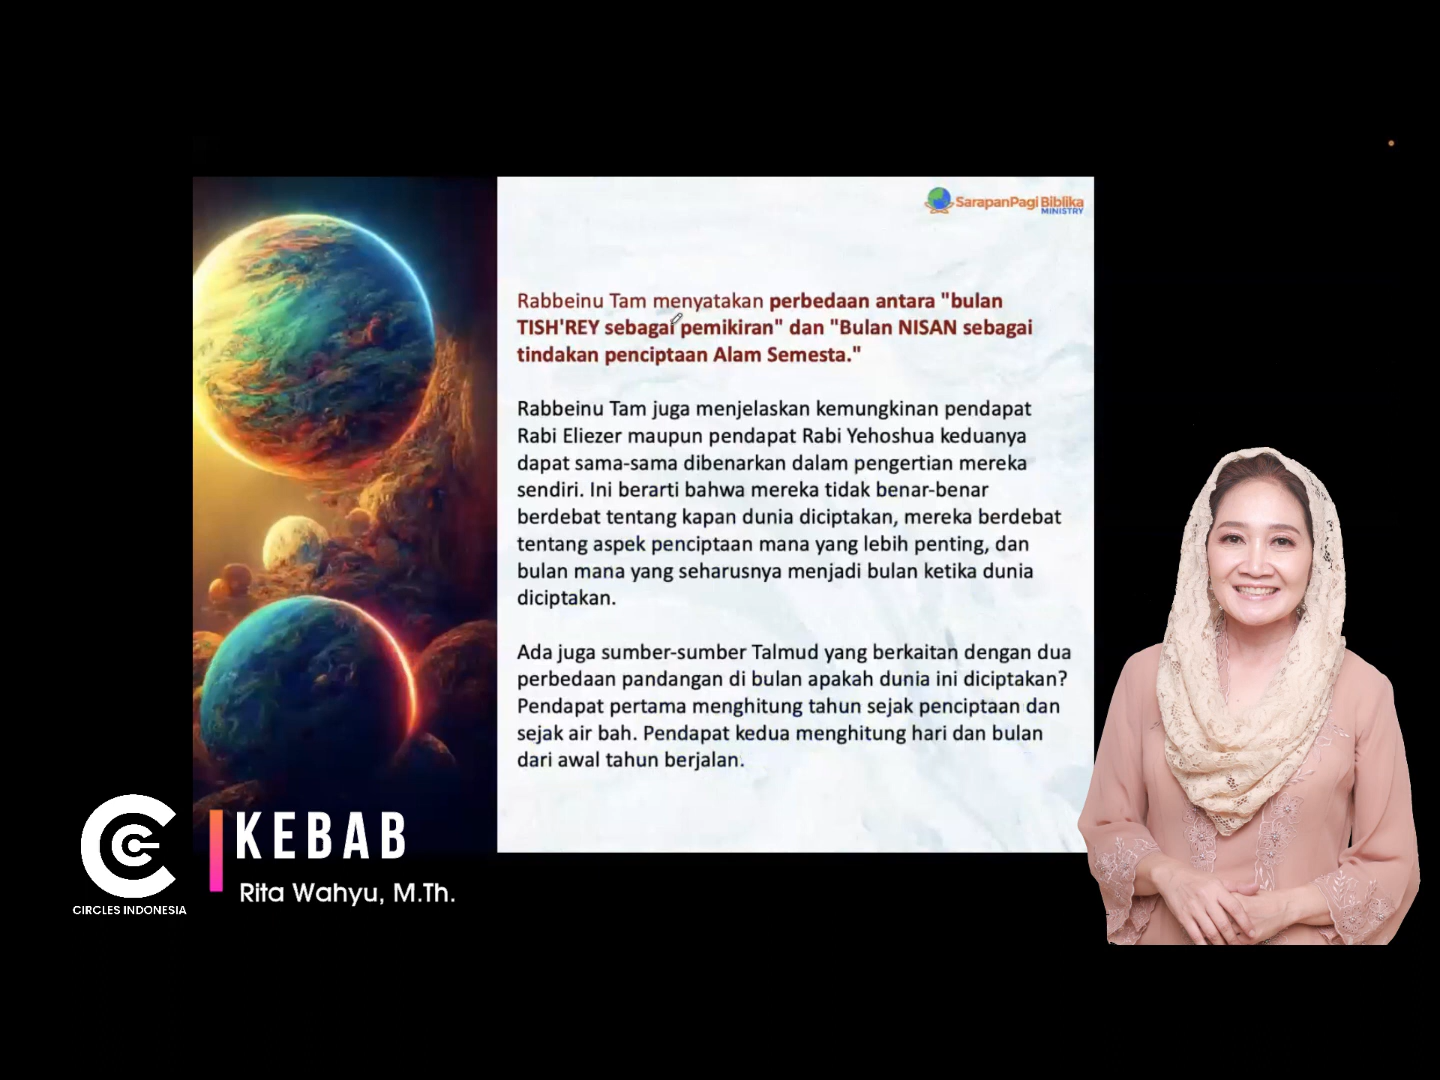 SarapanPagi Biblika
MINISTRY
Rabbeinu Tam menyatakan perbedaan antara "bulan
TISH'REY sebagai pemikiran" dan "Bulan NISAN sebagai
tindakan penciptaan Alam Semesta."
Rabbeinu Tam juga menjelaskan kemungkinan pendapat
Rabi Eliezer maupun pendapat Rabi Yehoshua keduanya
dapat sama-sama dibenarkan dalam pengertian mereka
sendiri. Ini berarti bahwa mereka tidak benar-benar
berdebat tentang kapan dunia diciptakan, mereka berdebat
tentang aspek penciptaan mana yang lebih penting, dan
bulan mana yang seharusnya menjadi bulan ketika dunia
diciptakan.
Ada juga sumber-sumber Talmud yang berkaitan dengan dua
perbedaan pandangan di bulan apakah dunia ini diciptakan?
Pendapat pertama menghitung tahun sejak penciptaan dan
sejak air bah. Pendapat kedua menghitung hari dan bulan
dari awal tahun berjalan.
KEBAB
Rita Wahyu, M.Th.
CIRCLES INDONESIA